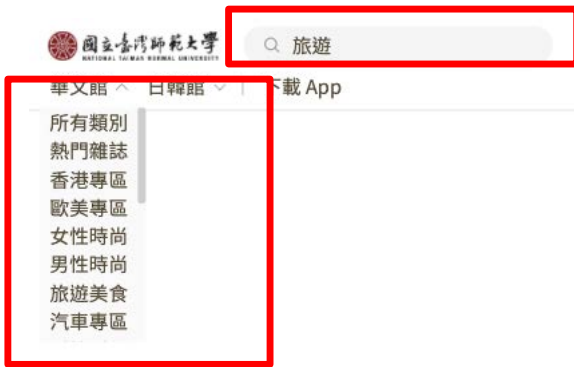 國立臺灣師範大學
NATIONAL TAIWAN NORMAL UNIVERSITY
旅遊
華文館 日韓館 下載 App
所有類別
熱門雜誌
香港專區
歐美專區
女性時尚
男性時尚
旅遊美食
汽車專區